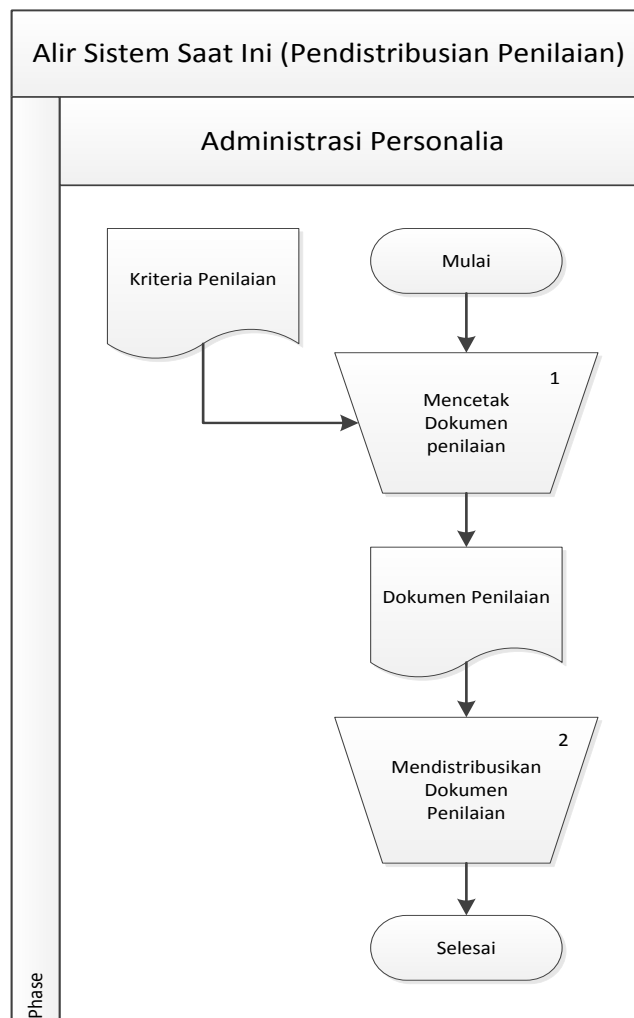 Alir Sistem Saat Ini (Pendistribusian Penilaian)
Administrasi Personalia
Kriteria Penilaian
Mulai
1
Mencetak
Dokumen
penilaian
Dokumen Penilaian
2
Mendistribusikan
Dokumen
Penilaian
Selesai
Phase